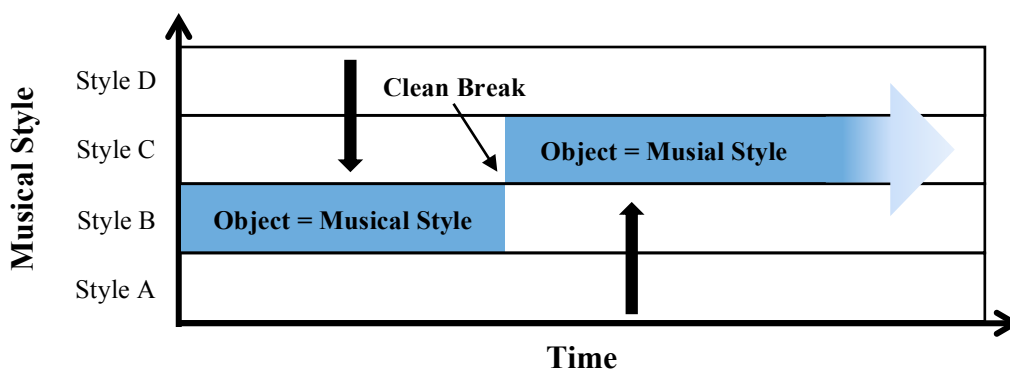 Musical Style
Style D
Clean Break
Style C
Object = Musial Style
Style B
Object = Musical Style
Style A
Time